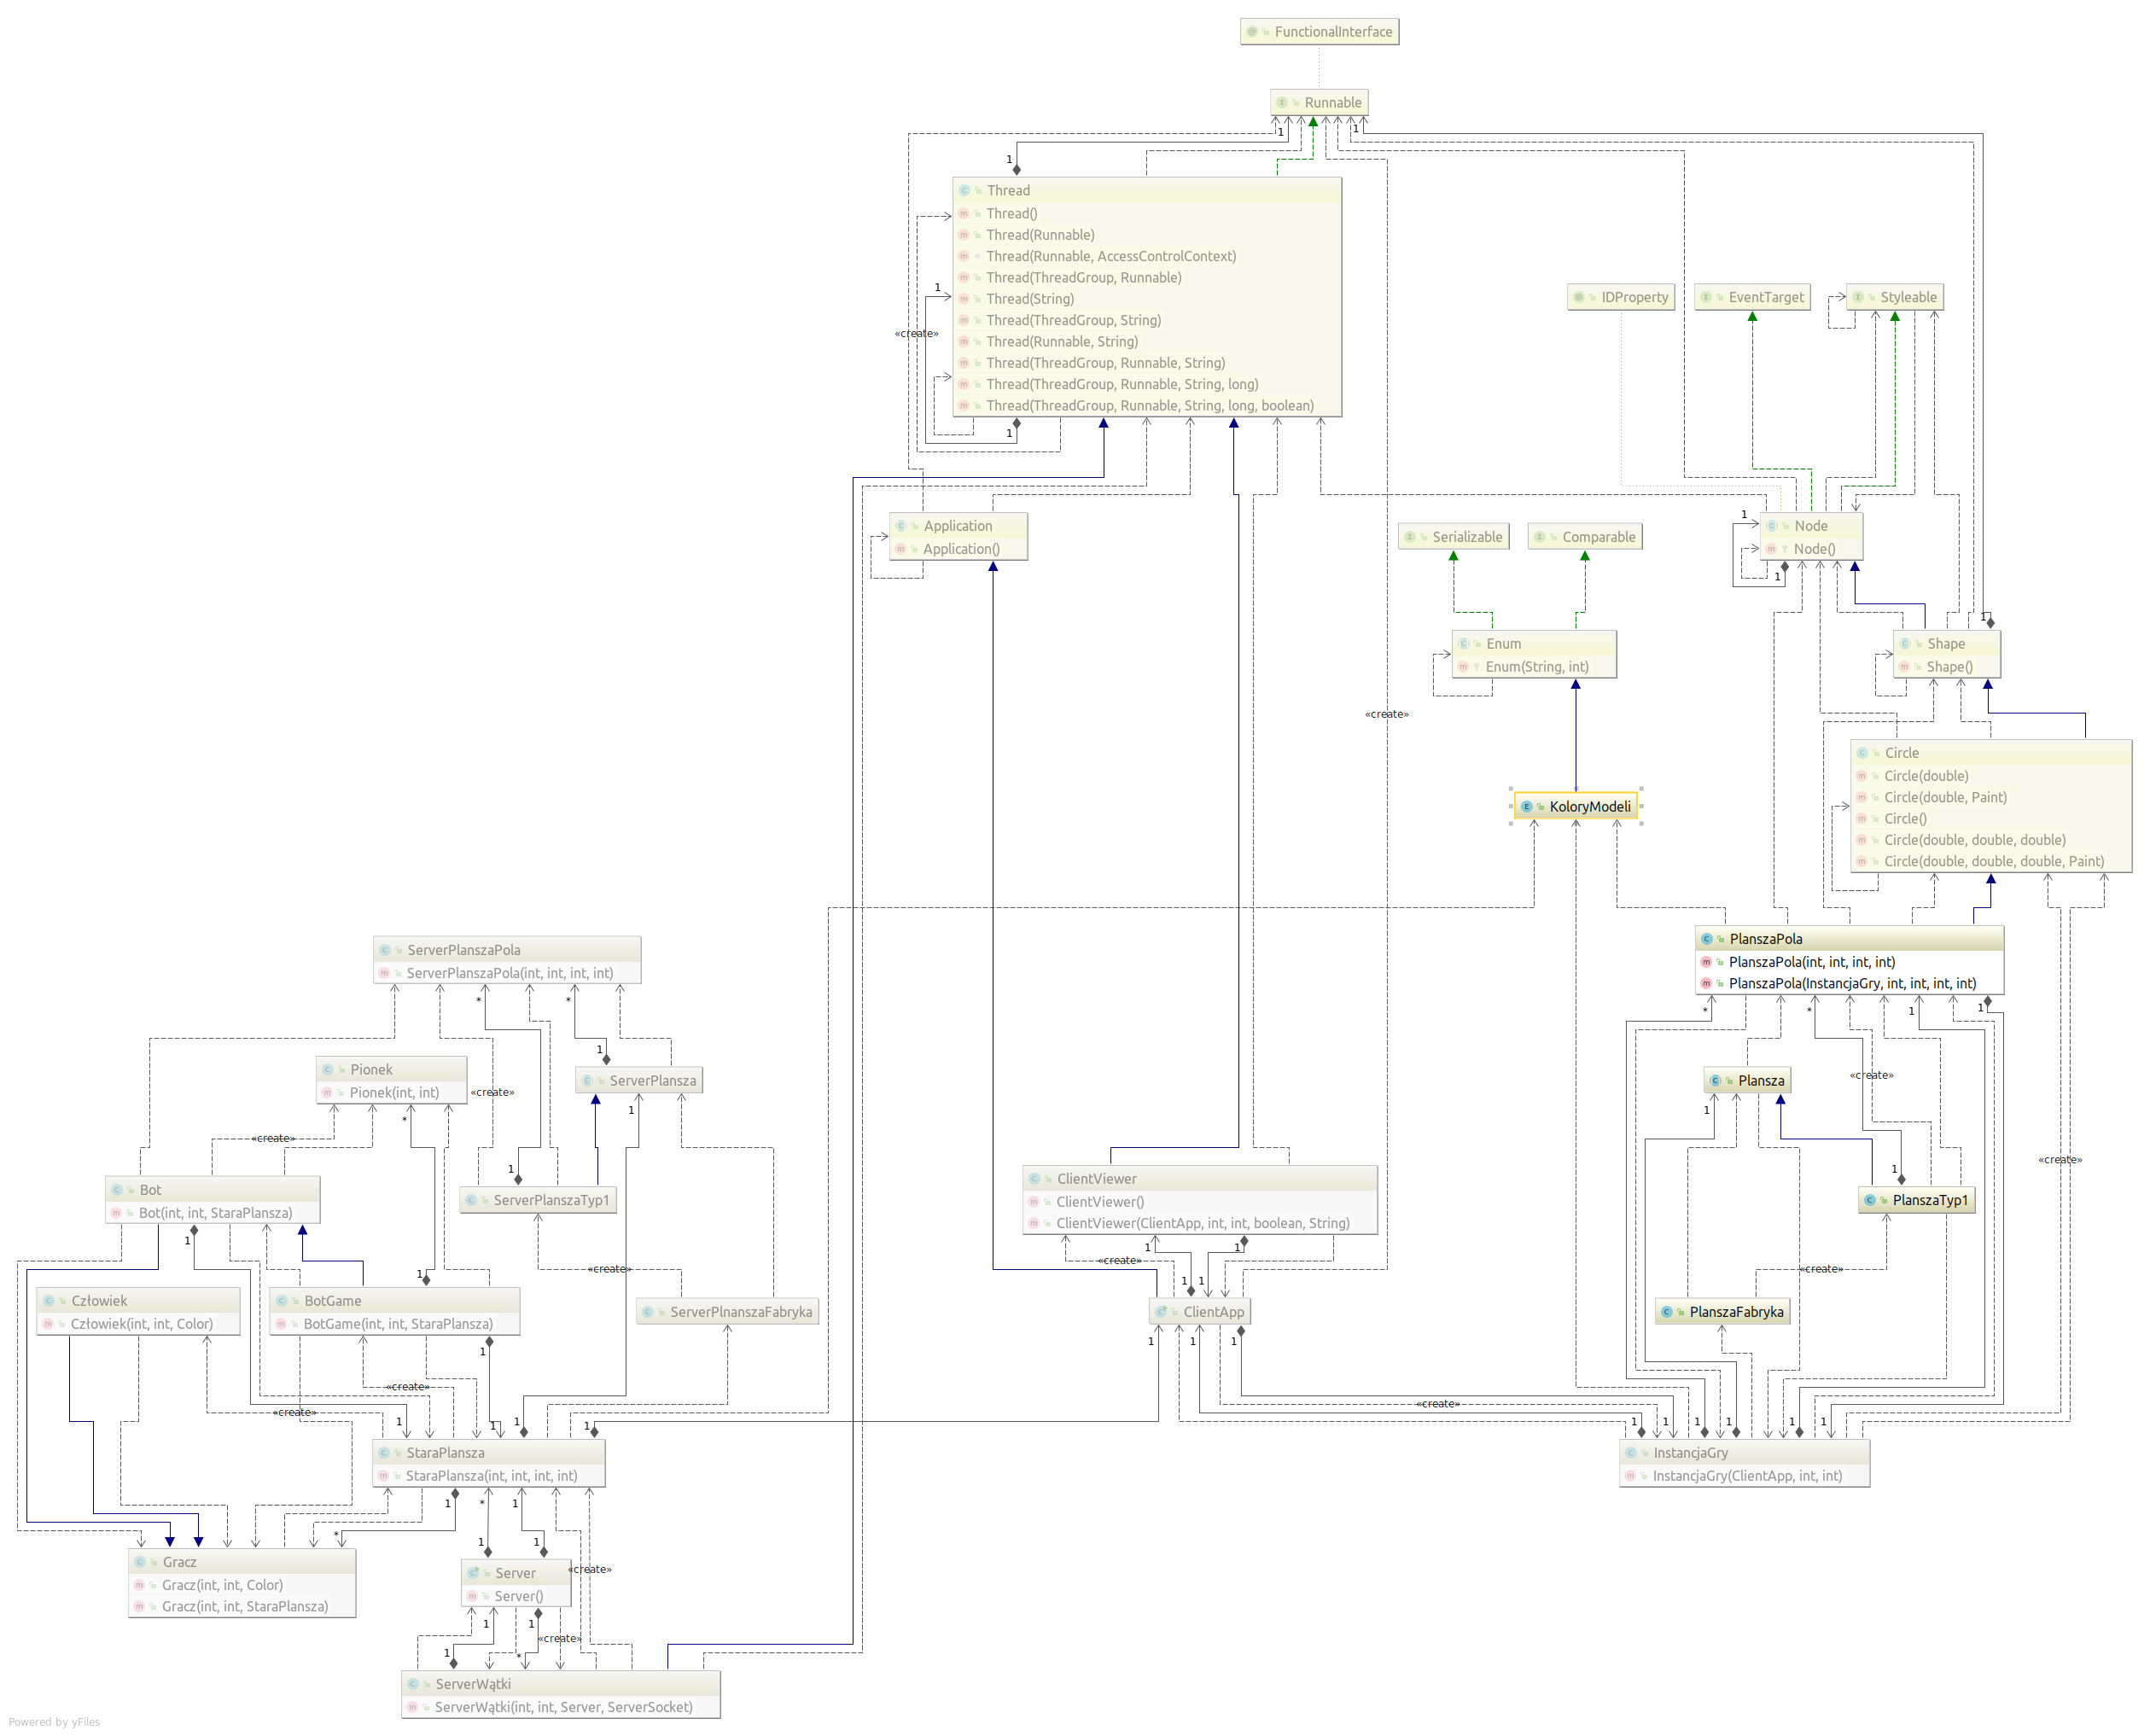 FunctionalInterface
Runnable
1
1
1
Thread
Thread()
Thread(Runnable)
Thread(Runnable, AccessControlContext)
Thread(ThreadGroup, Runnable)
Thread(String)
Thread(ThreadGroup, String)
Thread(Runnable, String)
Thread(ThreadGroup, Runnable, String)
Thread(ThreadGroup, Runnable, String, long)
Thread(ThreadGroup, Runnable, String, long, boolean)
1
«create»
1
IDProperty
EventTarget
Styleable
Application
Application()
Serializable
Comparable
1
Node
Node()
1
1
Enum
Enum(String, int)
Shape
Shape()
«create»
Circle
Circle(double)
Circle(double, Paint)
Circle()
Circle(double, double, double)
Circle(double, double, double, Paint)
KoloryModeli
PlanszaPola
PlanszaPola(int, int, int, int)
PlanszaPola(InstancjaGry, int, int, int, int)
ServerPlanszaPola
ServerPlanszaPola(int, int, int, int)
*
*
*
*
1
1
1
Pionek
Pionek(int, int)
*
«create»
ServerPlansza
1
Plansza
1
«create»
«create»
Bot
Bot(int, int, StaraPlansza)
1
«create»
1
ServerPlanszaTyp1
ClientViewer
ClientViewer()
ClientViewer(ClientApp, int, int, boolean, String)
1
PlanszaTyp1
«create»
Człowiek
Człowiek(int, int, Color)
1
BotGame
BotGame(int, int, StaraPlansza)
1
«create»
ServerPlnanszaFabryka
1
1
«create»
1
1
ClientApp
1
1
1
«create»
PlanszaFabryka
«create»
«create»
«create»
1
1
1
1
StaraPlansza
StaraPlansza(int, int, int, int)
1
1
1
1
1
1
InstancjaGry
InstancjaGry(ClientApp, int, int)
1
*
*
1
1
1
Gracz
Gracz(int, int, Color)
Gracz(int, int, StaraPlansza)
Server
Server()
«create»
1
1
1
*
«create»
ServerWątki
ServerWątki(int, int, Server, ServerSocket)
Powered by yFiles